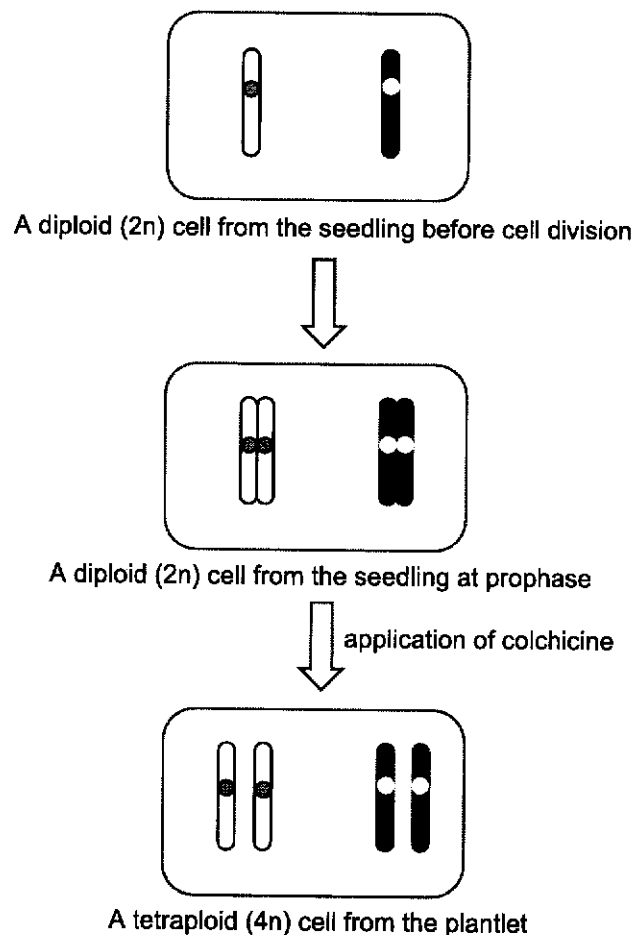 A diploid (2n) cell from the seedling before cell division
A diploid (2n) cell from the seedling at prophase
application of colchicine
A tetraploid (4n) cell from the plantlet